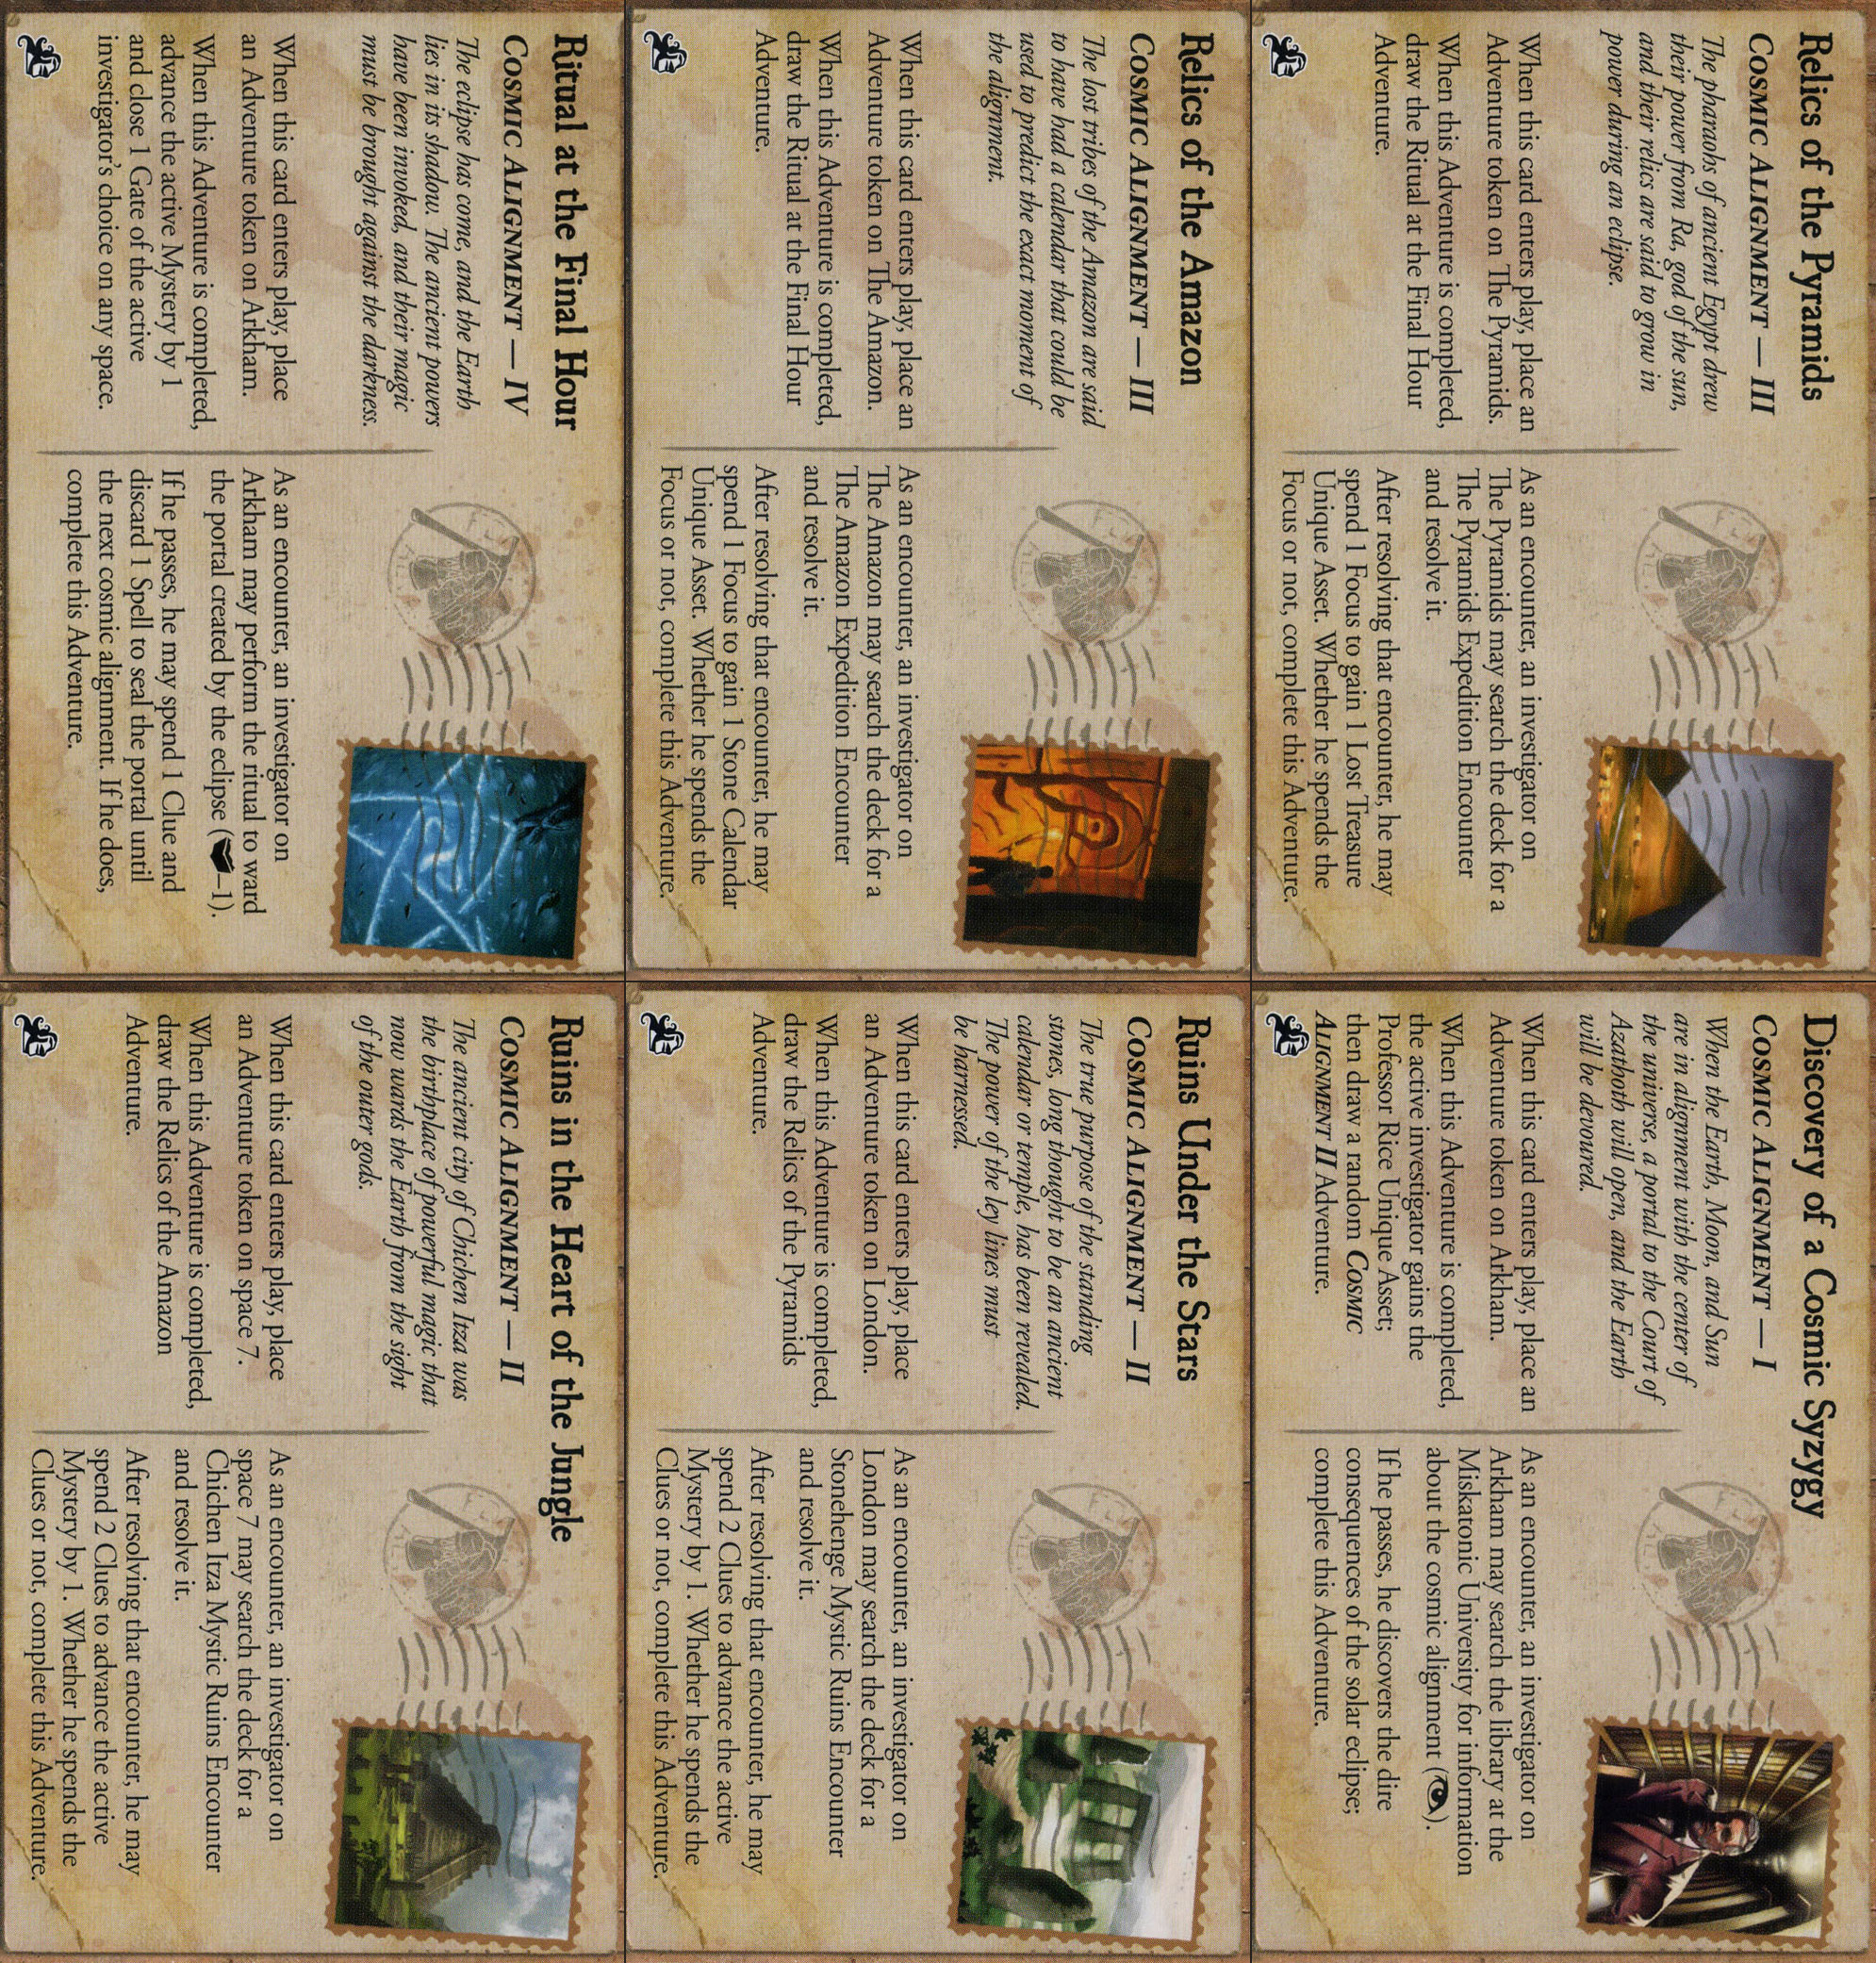 Relics of the Pyramids
COSMIC ALIGNMENT — III
The pharaohs of ancient Egypt drew
their power from Ra, god of the sun,
and their relics are said to grow in
power during an eclipse.
When this card enters play, place an
Adventure token on The Pyramids.
When this Adventure is completed,
draw the Ritual at the Final Hour
Adventure.
As an encounter, an investigator on
The Pyramids may search the deck for a
The Pyramids Expedition Encounter
and resolve it.
After resolving that encounter, he may
spend 1 Focus to gain 1 Lost Treasure
Unique Asset. Whether he spends the
Focus or not, complete this Adventure.
Discovery of a Cosmic Syzygy
COSMIC ALIGNMENT — I
When the Earth, Moon, and Sun
are in alignment with the center of
the universe, a portal to the Court of
Azathoth will open, and the Earth
will be devoured.
When this card enters play, place an
Adventure token on Arkham.
When this Adventure is completed,
the active investigator gains the
Professor Rice Unique Asset;
then draw a random COSMIC
ALIGNMENT II Adventure.
As an encounter, an investigator on
Arkham may search the library at the
Miskatonic University for information
about the cosmic alignment ( ).
If he passes, he discovers the dire
consequences of the solar eclipse;
complete this Adventure.
Relics of the Amazon
COSMIC ALIGNMENT — III
The lost tribes of the Amazon are said
to have had a calendar that could be
used to predict the exact moment of
the alignment.
When this card enters play, place an
Adventure token on The Amazon.
When this Adventure is completed,
draw the Ritual at the Final Hour
Adventure.
As an encounter, an investigator on
The Amazon may search the deck for a
The Amazon Expedition Encounter
and resolve it.
After resolving that encounter, he may
spend 1 Focus to gain 1 Stone Calendar
Unique Asset. Whether he spends the
Focus or not, complete this Adventure.
Ruins Under the Stars
COSMIC ALIGNMENT — II
The true purpose of the standing
stones, long thought to be an ancient
calendar or temple, has been revealed.
The power of the ley lines must
be harnessed.
When this card enters play, place
an Adventure token on London.
When this Adventure is completed,
draw the Relics of the Pyramids
Adventure.
As an encounter, an investigator on
London may search the deck for a
Stonehenge Mystic Ruins Encounter
and resolve it.
After resolving that encounter, he may
spend 2 Clues to advance the active
Mystery by 1. Whether he spends the
Clues or not, complete this Adventure.
Ritual at the Final Hour
COSMIC ALIGNMENT — IV
The eclipse has come, and the Earth
lies in its shadow. The ancient powers
have been invoked, and their magic
must be brought against the darkness.
When this card enters play, place
an Adventure token on Arkham.
When this Adventure is completed,
advance the active Mystery by 1
and close 1 Gate of the active
investigator's choice on any space.
As an encounter, an investigator on
Arkham may perform the ritual to ward
the portal created by the eclipse ( –1).
If he passes, he may spend 1 Clue and
discard 1 Spell to seal the portal until
the next cosmic alignment. If he does,
complete this Adventure.
Ruins in the Heart of the Jungle
COSMIC ALIGNMENT — II
The ancient city of Chichen Itza was
the birthplace of powerful magic that
now wards the Earth from the sight
of the outer gods.
When this card enters play, place
an Adventure token on space 7.
When this Adventure is completed,
draw the Relics of the Amazon
Adventure.
As an encounter, an investigator on
space 7 may search the deck for a
Chichen Itza Mystic Ruins Encounter
and resolve it.
After resolving that encounter, he may
spend 2 Clues to advance the active
Mystery by 1. Whether he spends the
Clues or not, complete this Adventure.